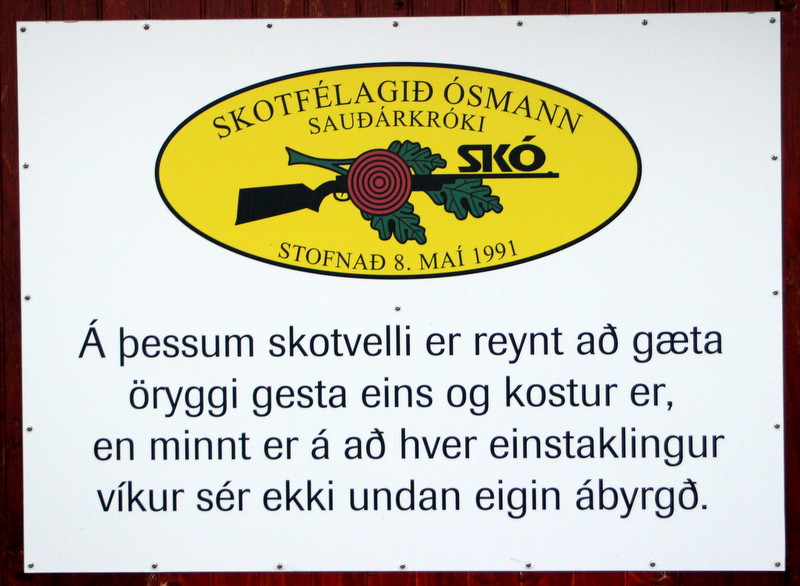 SKOTFÉLAGIÐ ÓSMANN
SAUÐÁRKRÓKI
SKÓ
STOFNAÐ 8. MAÍ 1991
Á þessum skotvelli er reynt að gæta
öryggi gesta eins og kostur er,
en minnt er á að hver einstaklingur
víkur sér ekki undan eigin ábyrgð.